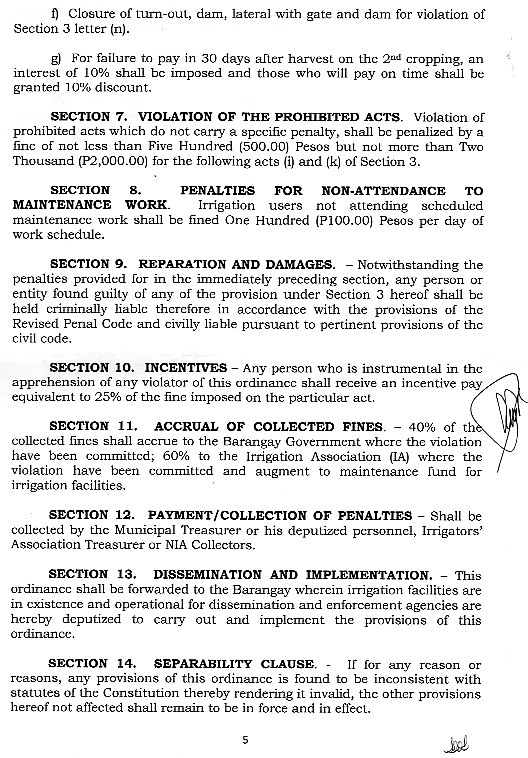 f) Closure of turn-out, dam, lateral with gate and dam for violation of
Section 3 letter (n).
g) For failure to pay in 30 days after harvest on the 2nd cropping, an
interest of 10% shall be imposed and those who will pay on time shall be
granted 10% discount.
SECTION 7. VIOLATION OF THE PROHIBITED ACTS. Violation of
prohibited acts which do not carry a specific penalty, shall be penalized by a
fine of not less than Five Hundred (500.00) Pesos but not more than Two
Thousand (P2,000.00) for the following acts (i) and (k) of Section 3.
SECTION 8. PENALTIES FOR NON-ATTENDANCE TO
MAINTENANCE WORK. Irrigation users not attending scheduled
maintenance work shall be fined One Hundred (P100.00) Pesos per day of
work schedule.
SECTION 9. REPARATION AND DAMAGES. – Notwithstanding the
penalties provided for in the immediately preceding section, any person or
entity found guilty of any of the provision under Section 3 hereof shall be
held criminally liable therefore in accordance with the provisions of the
Revised Penal Code and civilly liable pursuant to pertinent provisions of the
civil code.
SECTION 10. INCENTIVES – Any person who is instrumental in the
apprehension of any violator of this ordinance shall receive an incentive pay
equivalent to 25% of the fine imposed on the particular act.
SECTION 11. ACCRUAL OF COLLECTED FINES. – 40% of the
collected fines shall accrue to the Barangay Government where the violation
have been committed; 60% to the Irrigation Association (IA) where the
violation have been committed and augment to maintenance fund for
irrigation facilities.
SECTION 12. PAYMENT/COLLECTION OF PENALTIES – Shall be
collected by the Municipal Treasurer or his deputized personnel, Irrigators'
Association Treasurer or NIA Collectors.
SECTION 13. DISSEMINATION AND IMPLEMENTATION. – This
ordinance shall be forwarded to the Barangay wherein irrigation facilities are
in existence and operational for dissemination and enforcement agencies are
hereby deputized to carry out and implement the provisions of this
ordinance.
SECTION 14. SEPARABILITY CLAUSE. - If for any reason or
reasons, any provisions of this ordinance is found to be inconsistent with
statutes of the Constitution thereby rendering it invalid, the other provisions
hereof not affected shall remain to be in force and in effect.
5